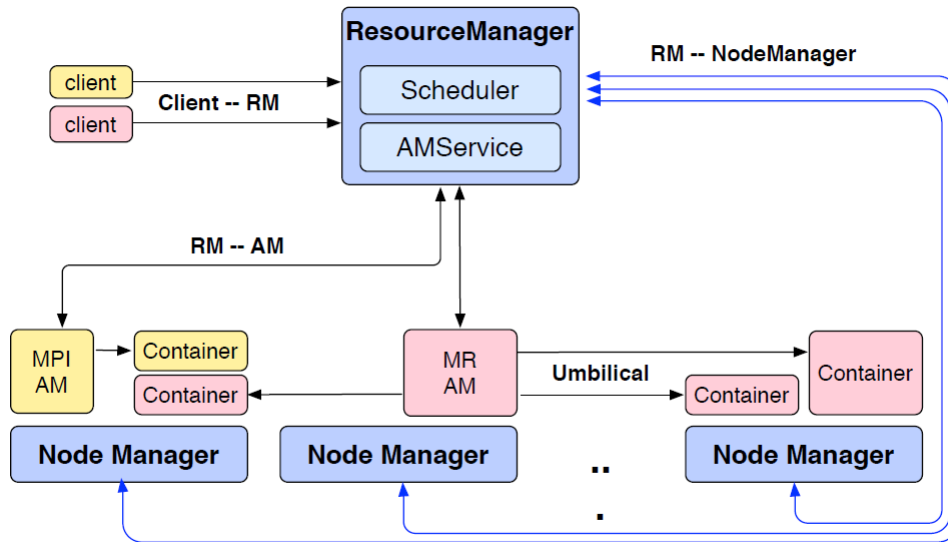 ResourceManager
RM -- NodeManager
client
Scheduler
Client -- RM
client
AMService
RM -- AM
MPI
AM
Container
Container
MR
AM
Umbilical
Container
Container
Node Manager
Node Manager
..
.
Node Manager